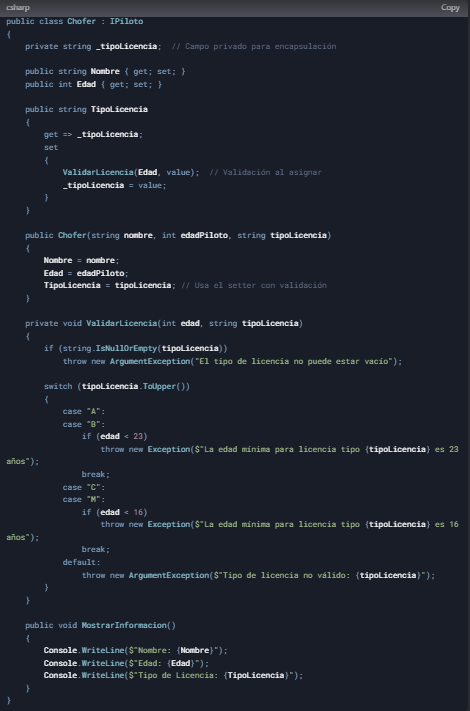 csharp Copy
public class Chofer : IPiloto
{
    private string _tipoLicencia;  // Campo privado para encapsulación

    public string Nombre { get; set; }
    public int Edad { get; set; }

    public string TipoLicencia
    {
        get => _tipoLicencia;
        set
        {
            ValidarLicencia(Edad, value);  // Validación al asignar
            _tipoLicencia = value;
        }
    }

    public Chofer(string nombre, int edadPiloto, string tipoLicencia)
    {
        Nombre = nombre;
        Edad = edadPiloto;
        TipoLicencia = tipoLicencia; // Usa el setter con validación
    }

    private void ValidarLicencia(int edad, string tipoLicencia)
    {
        if (string.IsNullOrEmpty(tipoLicencia))
            throw new ArgumentException("El tipo de licencia no puede estar vacío");

        switch (tipoLicencia.ToUpper())
        {
            case "A":
            case "B":
                if (edad < 23)
                    throw new Exception($"La edad mínima para licencia tipo {tipoLicencia} es 23
años");
                break;
            case "C":
            case "M":
                if (edad < 16)
                    throw new Exception($"La edad mínima para licencia tipo {tipoLicencia} es 16
años");
                break;
            default:
                throw new ArgumentException($"Tipo de licencia no válido: {tipoLicencia}");
        }
    }

    public void MostrarInformacion()
    {
        Console.WriteLine($"Nombre: {Nombre}");
        Console.WriteLine($"Edad: {Edad}");
        Console.WriteLine($"Tipo de Licencia: {TipoLicencia}");
    }
}